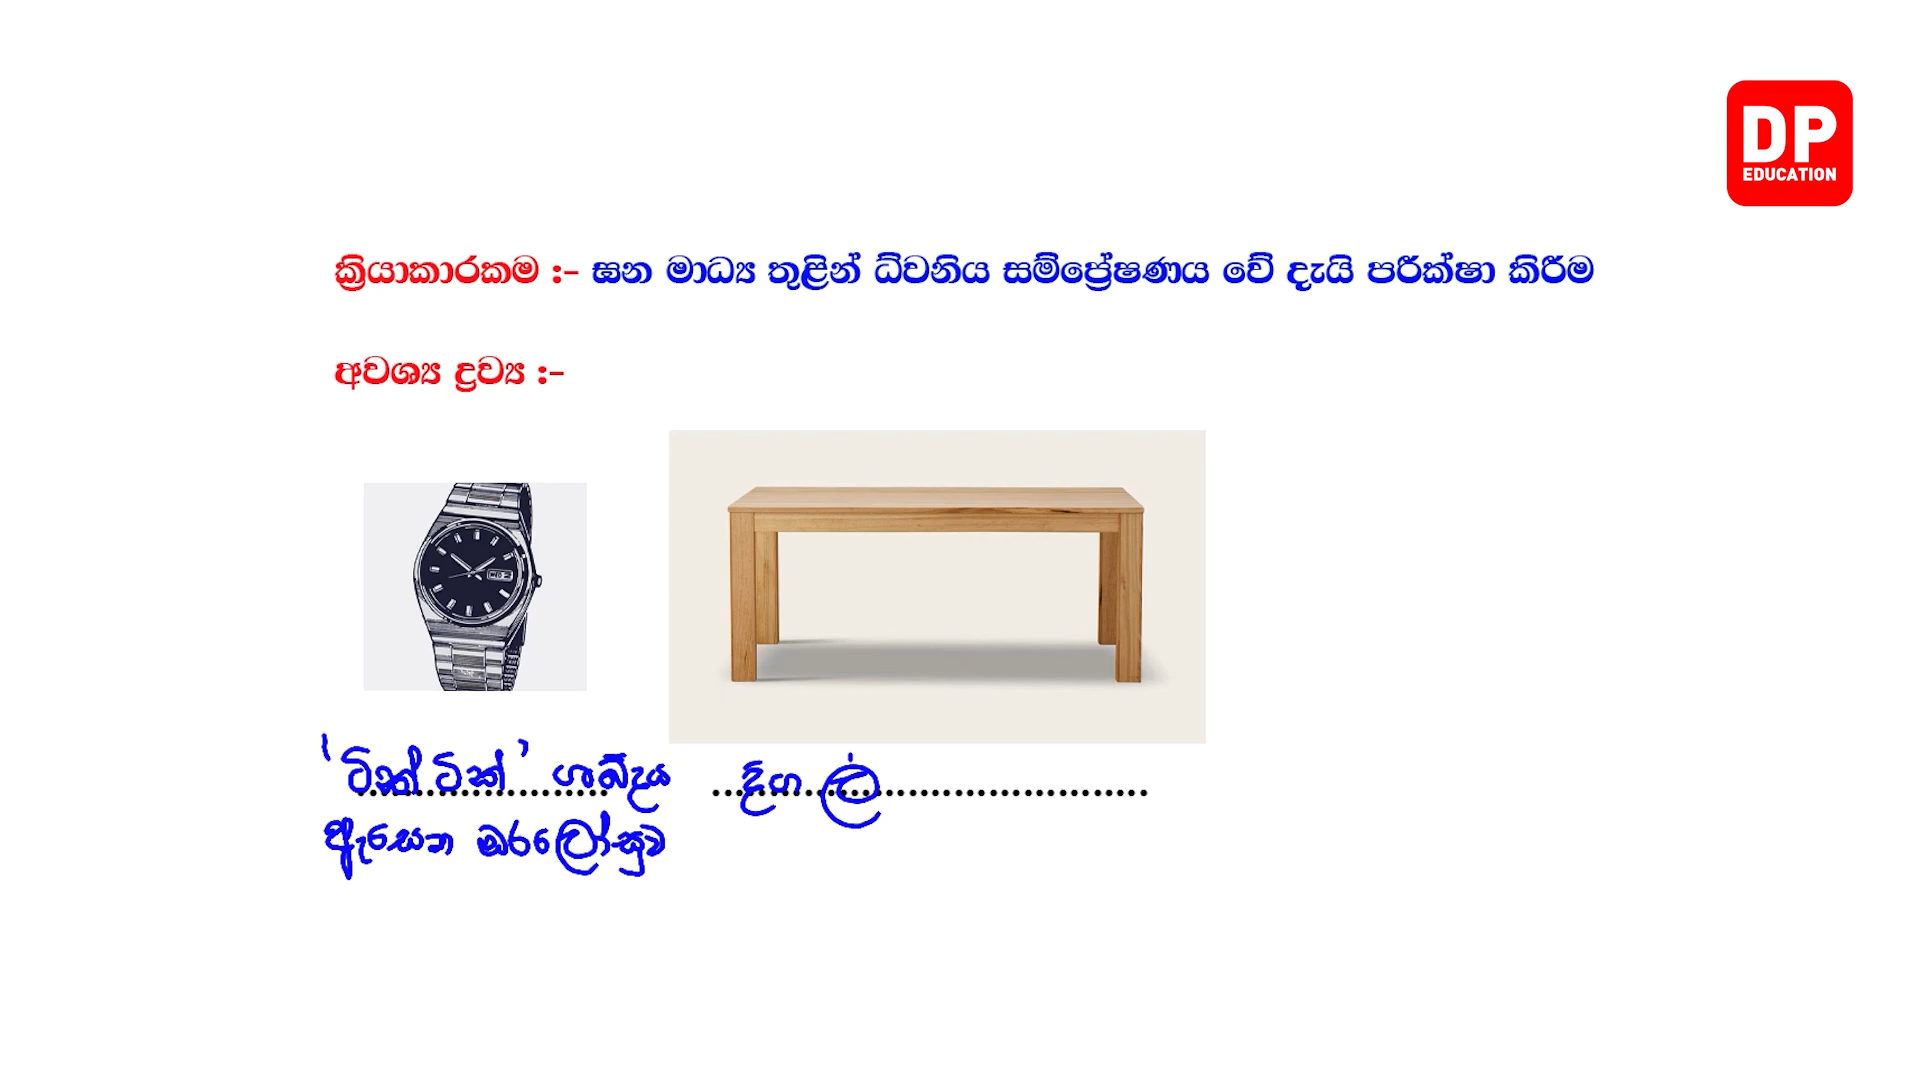 DP
EDUCATION
ක්‍රියාකාරකම :- ඝන මාධ්‍ය තුළින් ධ්වනිය සම්ප්‍රේෂණය වේ දැයි පරීක්ෂා කිරීම
අවශ්‍ය ද්‍රව්‍ය :-
'ටික් ටික්' ශබ්දය
ඇසෙන ඔරලෝසුව
දිග